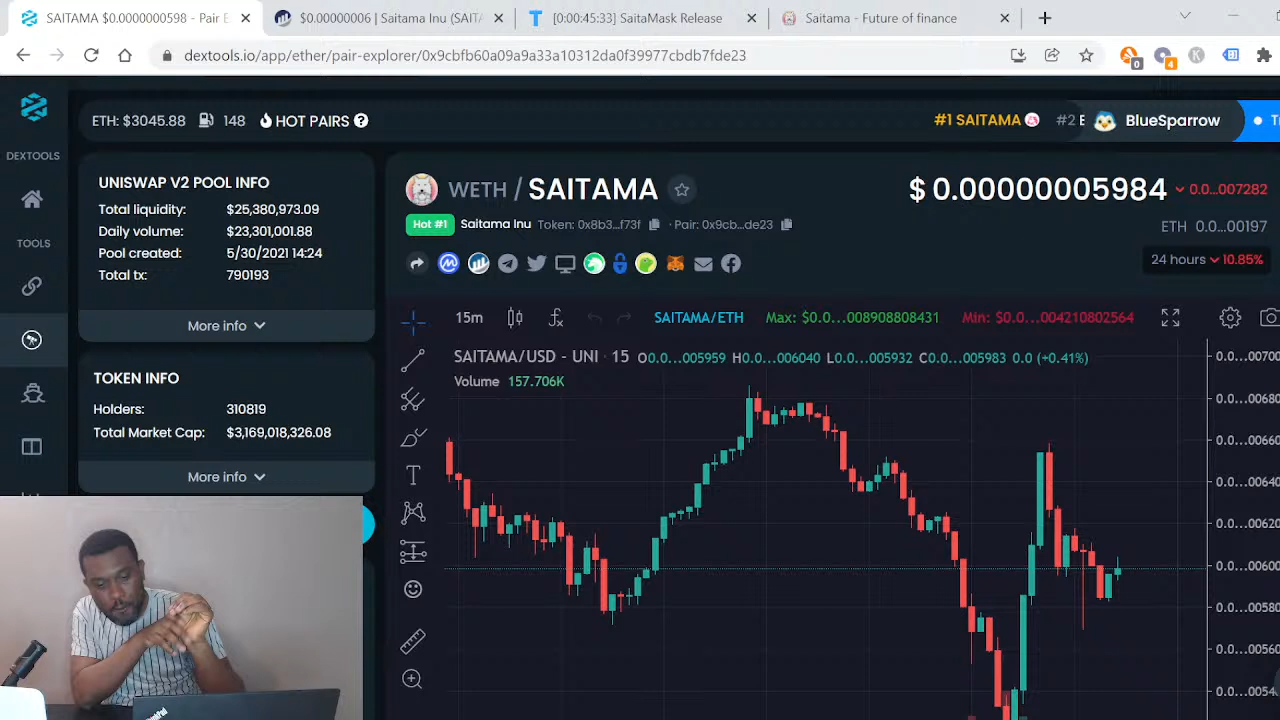 SAITAMA $0.0000000598 - Pair E
$0.00000006 | Saitama Inu (SAIT
[0:00:45:33] SaitaMask Release
Saitama - Future of finance
dextools.io/app/ether/pair-explorer/0x9cbfb60a09a9a33a10312da0f39977cbdb7fde23
0
4
K
ETH: $3045.88
148
HOT PAIRS
#1 SAITAMA
#2 E
BlueSparrow
DEXTOOLS
TOOLS
UNISWAP V2 POOL INFO
Total liquidity: $25,380,973.09
Daily volume: $23,301,001.88
Pool created: 5/30/2021 14:24
Total tx: 790193
More info
TOKEN INFO
Holders: 310819
Total Market Cap: $3,169,018,326.08
More info
WETH / SAITAMA
$ 0.00000005984
0.0...007282
Hot #1
Saitama Inu
Token: 0x8b3...f73f
· Pair: 0x9cb...de23
ETH 0.0...00197
24 hours 10.85%
15m
SAITAMA/ETH
Max: $0.0...008908808431
Min: $0.0...004210802564
SAITAMA/USD - UNI · 15 O0.0...005959 H0.0...006040 L0.0...005932 C0.0...005983 0.0 (+0.41%)
Volume 157.706K
0.0...00700
0.0...00680
0.0...00660
0.0...00640
0.0...00620
0.0...00600
0.0...00580
0.0...00560
0.0...0054